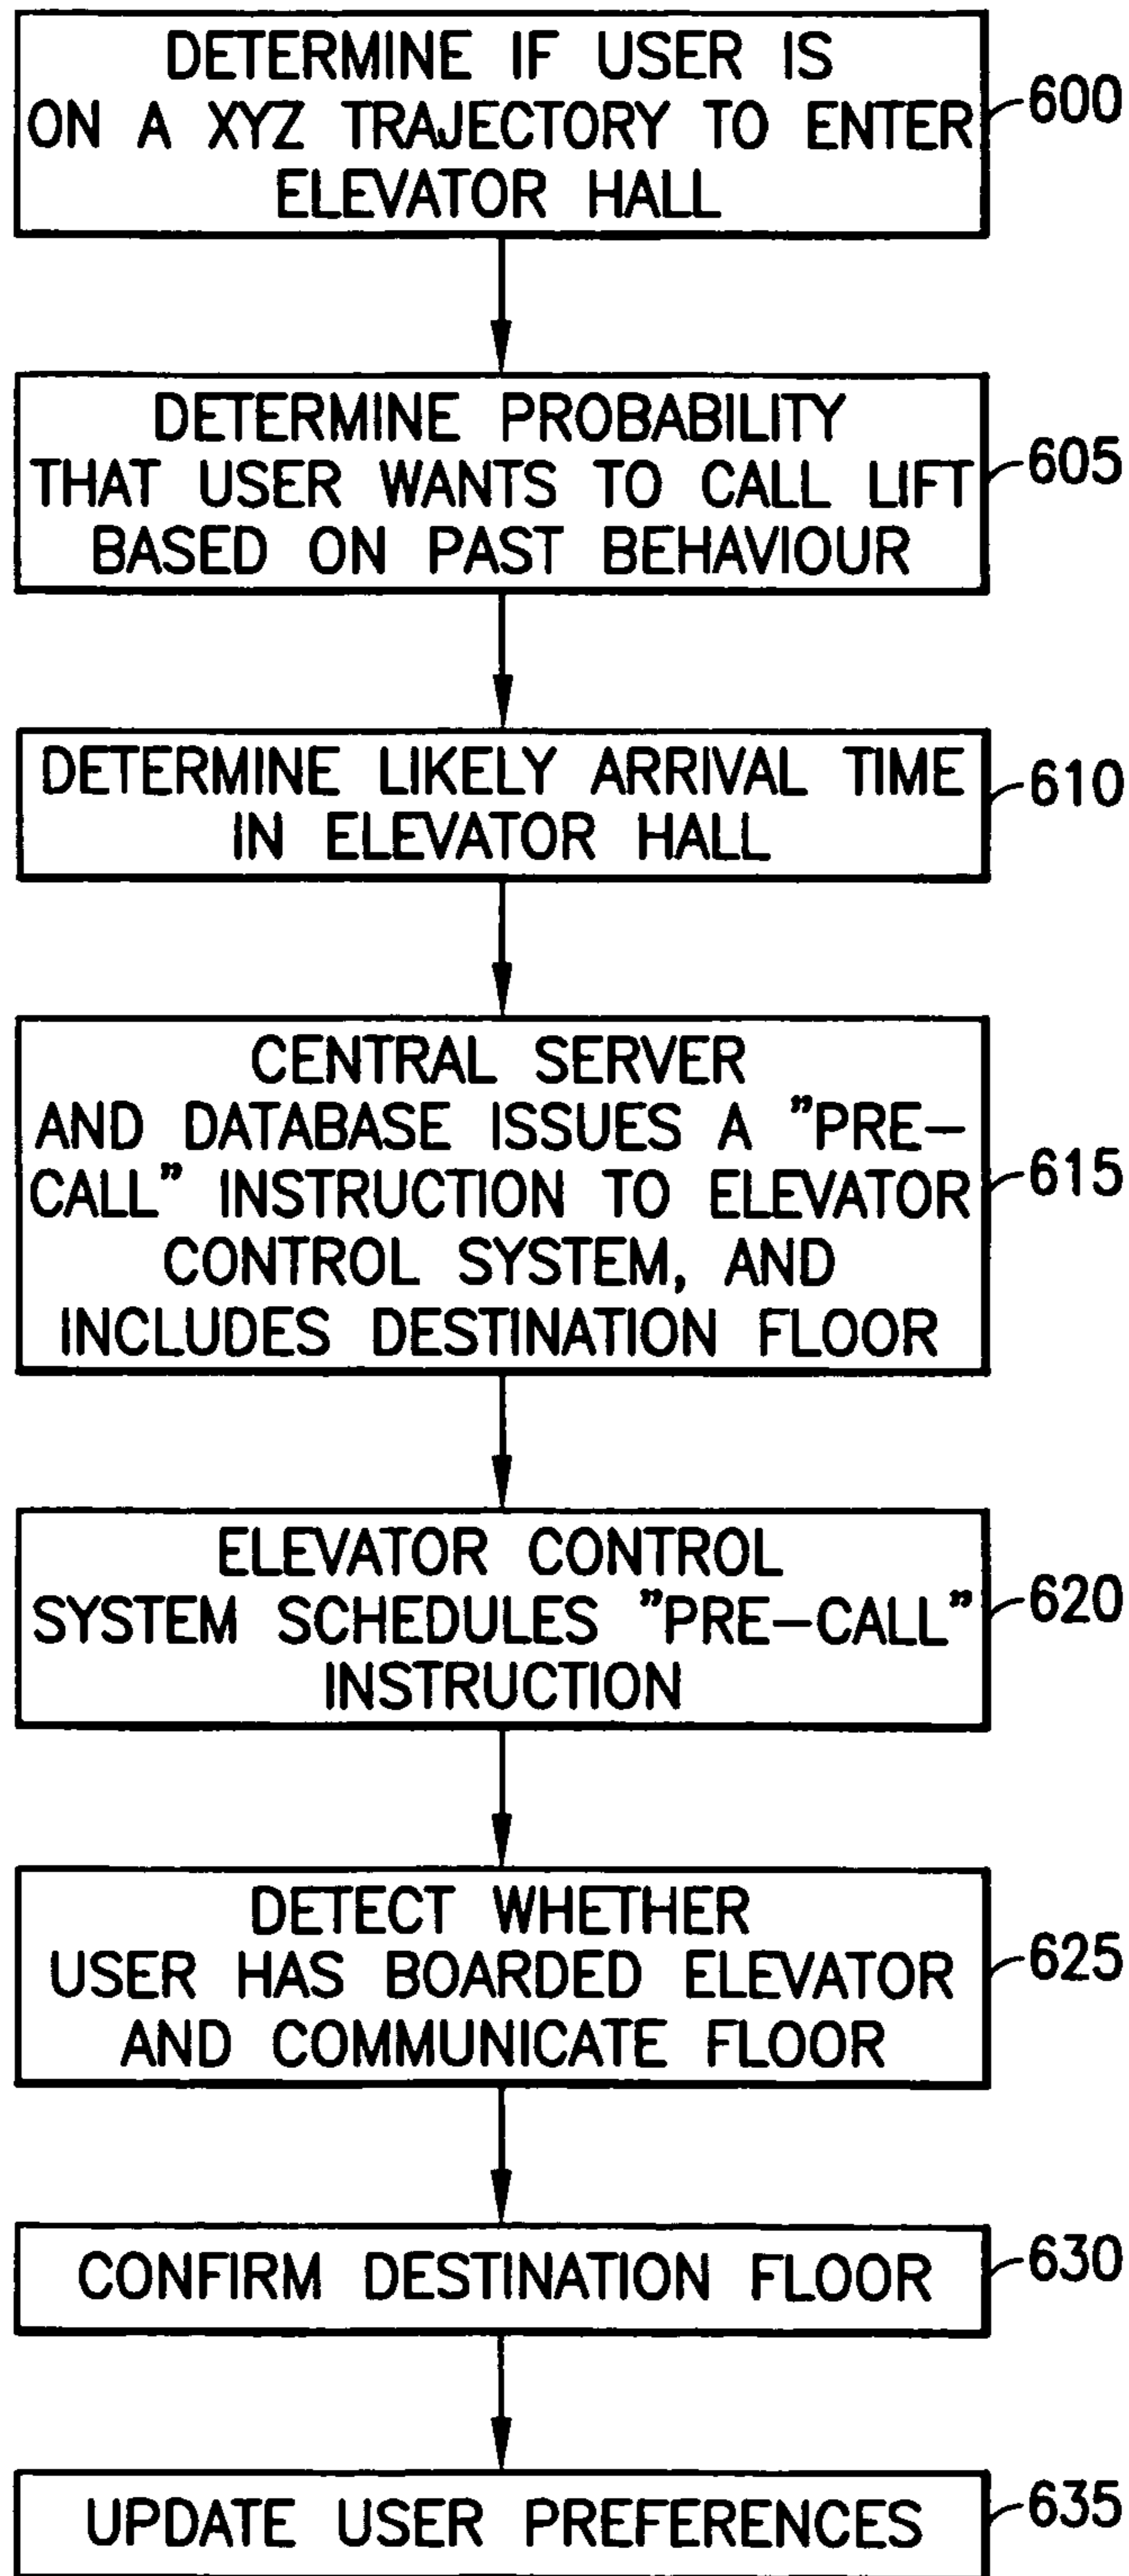 DETERMINE IF USER IS
ON A XYZ TRAJECTORY TO ENTER
ELEVATOR HALL
600
DETERMINE PROBABILITY
THAT USER WANTS TO CALL LIFT
BASED ON PAST BEHAVIOUR
605
DETERMINE LIKELY ARRIVAL TIME
IN ELEVATOR HALL
610
CENTRAL SERVER
AND DATABASE ISSUES A ”PRE–
CALL” INSTRUCTION TO ELEVATOR
CONTROL SYSTEM, AND
INCLUDES DESTINATION FLOOR
615
ELEVATOR CONTROL
SYSTEM SCHEDULES ”PRE–CALL”
INSTRUCTION
620
DETECT WHETHER
USER HAS BOARDED ELEVATOR
AND COMMUNICATE FLOOR
625
CONFIRM DESTINATION FLOOR
630
UPDATE USER PREFERENCES
635